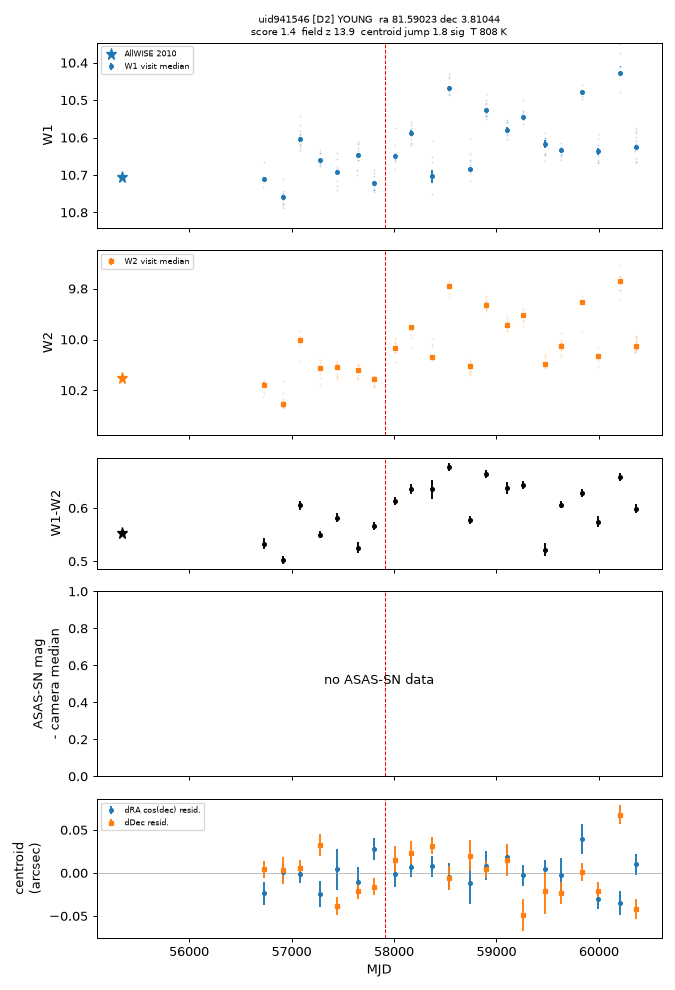 uid941546 [D2] YOUNG  ra 81.59023 dec 3.81044
score 1.4  field z 13.9  centroid jump 1.8 sig  T 808 K
AllWISE 2010
W1 visit median
10.4
10.5
10.6
10.7
10.8
W1
W2 visit median
9.8
10.0
10.2
W2
0.6
0.5
W1-W2
1.0
0.8
0.6
0.4
0.2
0.0
ASAS-SN mag
- camera median
no ASAS-SN data
dRA cos(dec) resid.
dDec resid.
0.05
0.00
−0.05
centroid
(arcsec)
56000
57000
58000
59000
60000
MJD